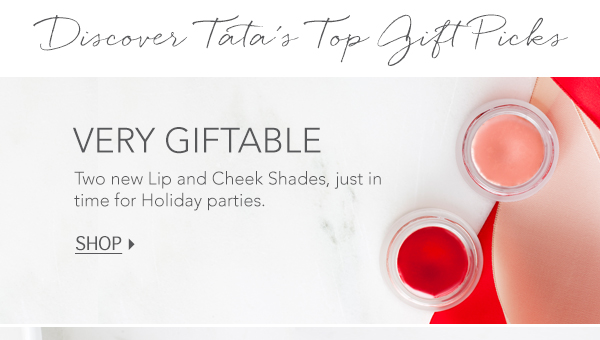 Discover Tata's Top Gift Picks
VERY GIFTABLE
Two new Lip and Cheek Shades, just in
time for Holiday parties.
SHOP